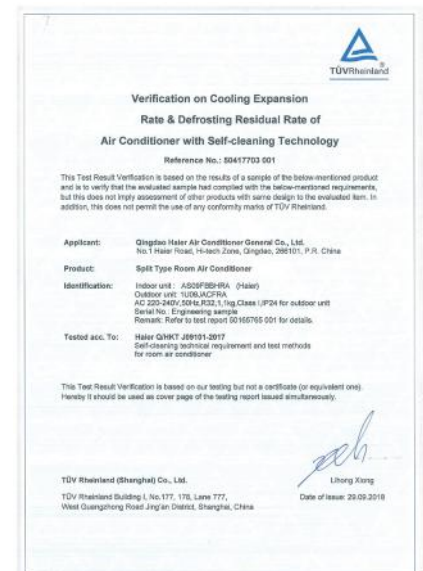 TÜVRheinland®
Verification on Cooling Expansion
Rate & Defrosting Residual Rate of
Air Conditioner with Self-cleaning Technology
Reference No.: 50417703 001
This Test Result Verification is based on the results of a sample of the below-mentioned product
and is to verify that the evaluated sample had complied with the below-mentioned requirements,
but this does not imply assessment of other products with same design to the evaluated item. In
addition, this does not permit the use of any conformity marks of TÜV Rheinland.
Applicant: Qingdao Haier Air Conditioner General Co., Ltd.
No.1 Haier Road, Hi-tech Zone, Qingdao, 266101, P.R. China
Product: Split Type Room Air Conditioner
Identification: Indoor unit : AS09FBBHRA (Haier)
Outdoor unit: 1U09JACFRA
AC 220-240V,50Hz,R32,1.1kg,Class I,IP24 for outdoor unit
Serial No.: Engineering sample
Remark: Refer to test report 60165765 001 for details.
Tested acc. To: Haier Q/HKT J09101-2017
Self-cleaning technical requirement and test methods
for room air conditioner
This Test Result Verification is based on our testing but not a certificate (or equivalent one).
Hereby it should be used as cover page of the testing report issued simultaneously.
TÜV Rheinland (Shanghai) Co., Ltd. Lihong Xiong
TÜV Rheinland Building I, No.177, 178, Lane 777, Date of Issue: 29.09.2018
West Guangzhong Road Jing'an District, Shanghai, China